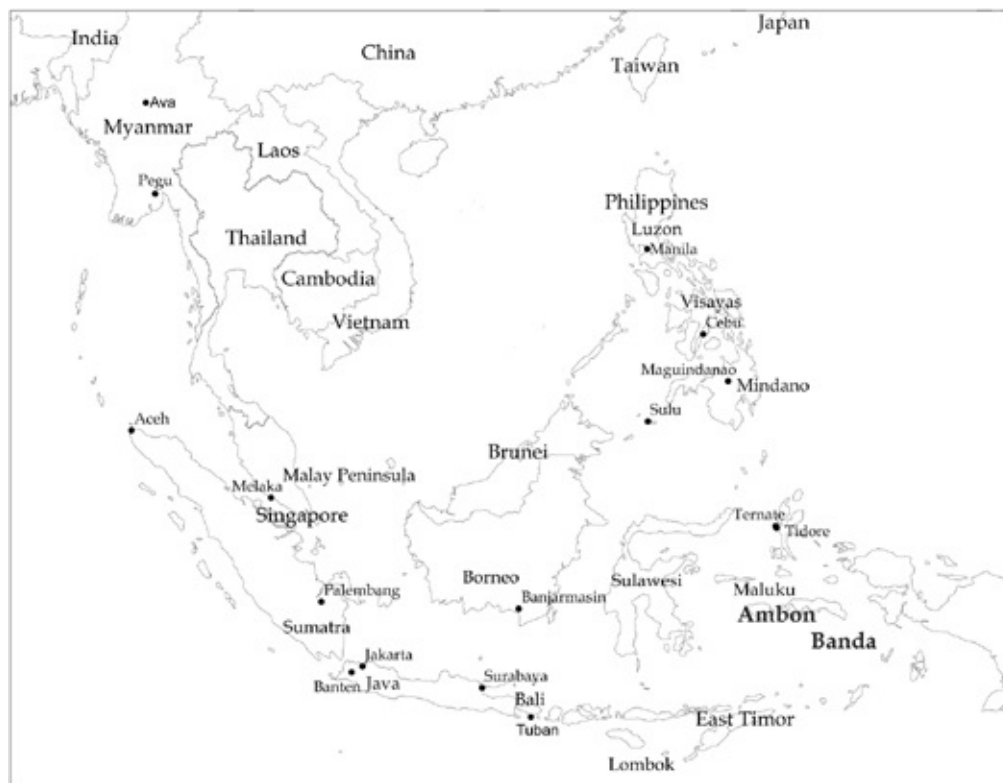 Japan
India
China
Taiwan
Ava
Myanmar
Laos
Pegu
Philippines
Luzon
Thailand
Manila
Cambodia
Visayas
Vietnam
Cebu
Maguindanao
Mindano
Aceh
Sulu
Brunei
Malay Peninsula
Melaka
Singapore
Ternate
Tidore
Borneo
Sulawesi
Palembang
Banjarmasin
Maluku
Ambon
Sumatra
Banda
Jakarta
Surabaya
Banten
Java
Bali
East Timor
Tuban
Lombok